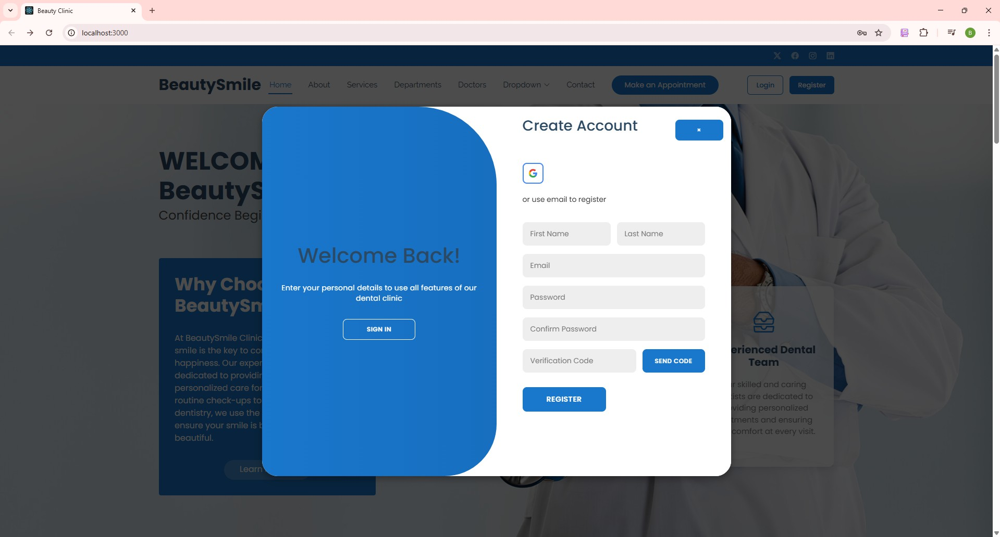 Beauty Clinic
localhost:3000
B
BeautySmile
Home
About
Services
Departments
Doctors
Dropdown
Contact
Make an Appointment
Login
Register
WELCOM
BeautyS
Confidence Begi
Why Choo
BeautySm
At BeautySmile Clinic
smile is the key to co
happiness. Our exper
dedicated to providin
personalized care for
routine check-ups to
dentistry, we use the
ensure your smile is b
beautiful.
Learn
Welcome Back!
Enter your personal details to use all features of our
dental clinic
SIGN IN
Create Account
×
G
or use email to register
First Name
Last Name
Email
Password
Confirm Password
Verification Code
SEND CODE
REGISTER
erienced Dental
Team
r skilled and caring
ists are dedicated to
viding personalized
tments and ensuring
comfort at every visit.